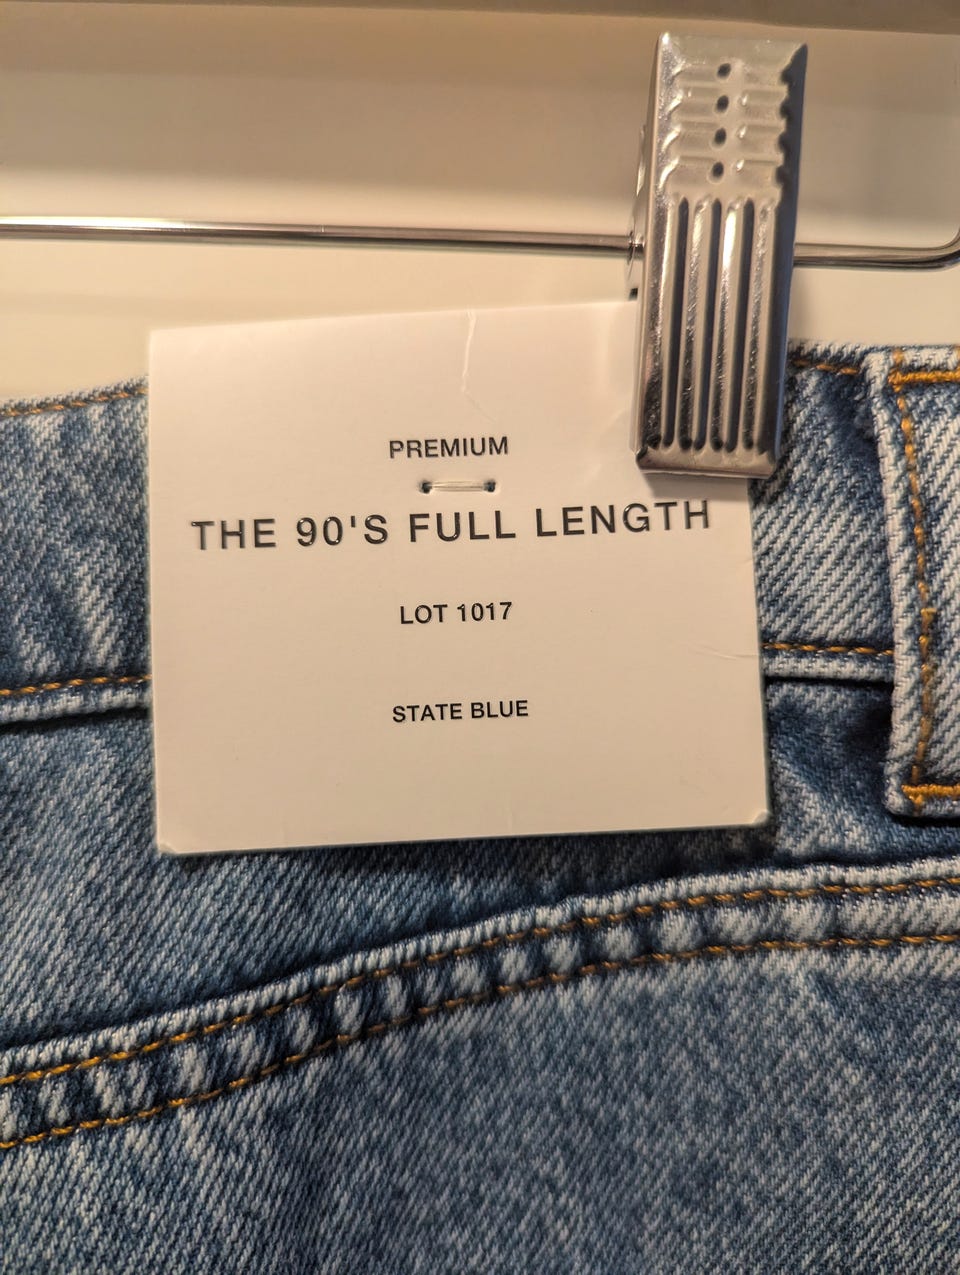 PREMIUM
THE 90'S FULL LENGTH
LOT 1017
STATE BLUE